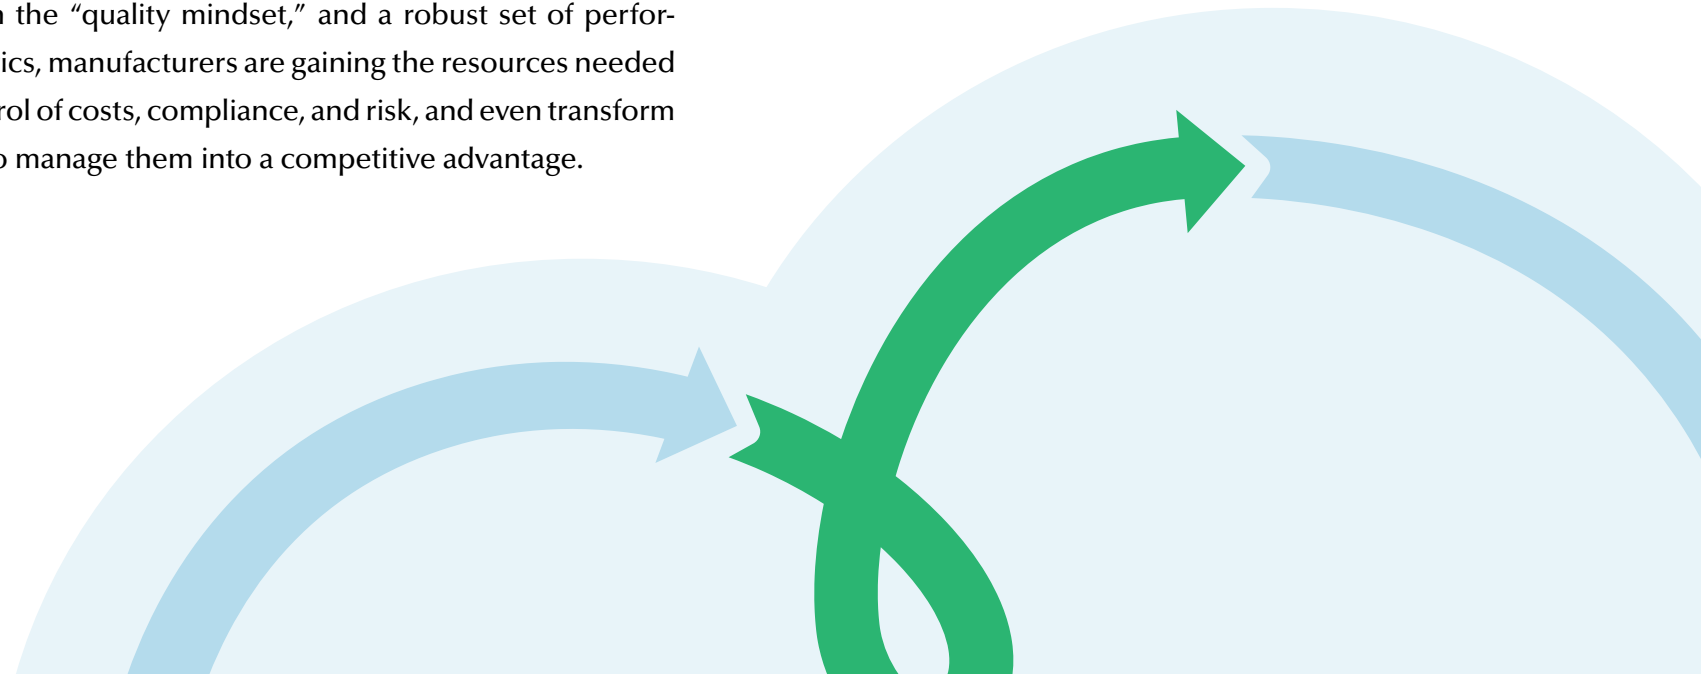 the “quality mindset,” and a robust set of perfor-
ics, manufacturers are gaining the resources needed
rol of costs, compliance, and risk, and even transform
o manage them into a competitive advantage.